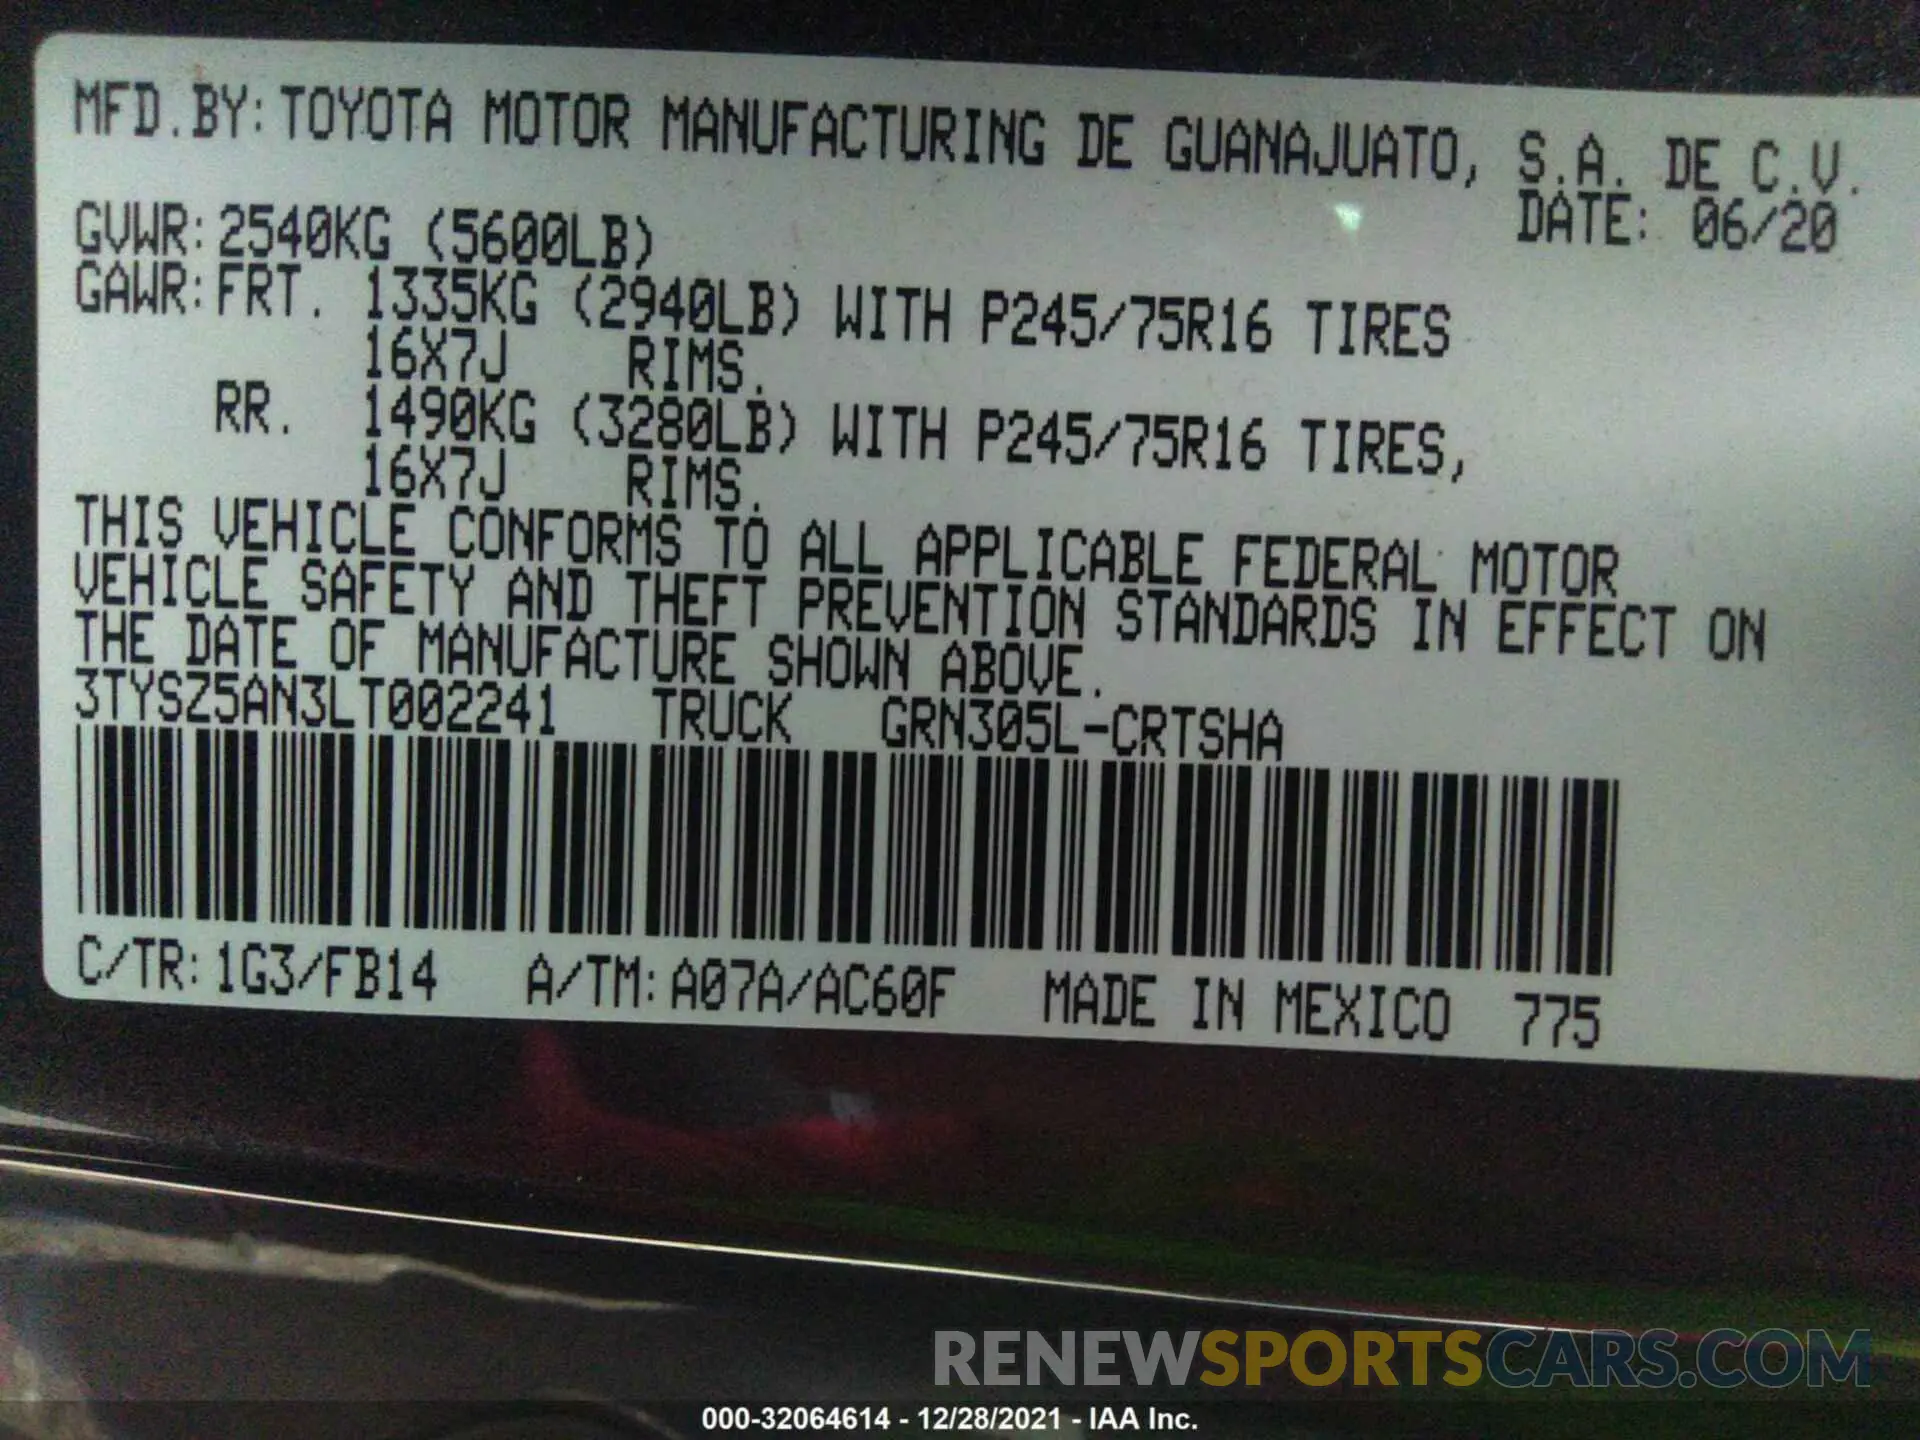 MFD.BY: TOYOTA MOTOR MANUFACTURING DE GUANAJUATO, S.A. DE C.V.
GVWR: 2540KG (5600LB) DATE: 06/20
GAWR: FRT. 1335KG (2940LB) WITH P245/75R16 TIRES
16X7J RIMS.
RR. 1490KG (3280LB) WITH P245/75R16 TIRES,
16X7J RIMS.
THIS VEHICLE CONFORMS TO ALL APPLICABLE FEDERAL MOTOR
VEHICLE SAFETY AND THEFT PREVENTION STANDARDS IN EFFECT ON
THE DATE OF MANUFACTURE SHOWN ABOVE.
3TYSZ5AN3LT002241 TRUCK GRN305L-CRTSHA
C/TR: 1G3/FB14 A/TM: A07A/AC60F MADE IN MEXICO 775
RENEWSPORTSCARS.COM
000-32064614 - 12/28/2021 - IAA Inc.